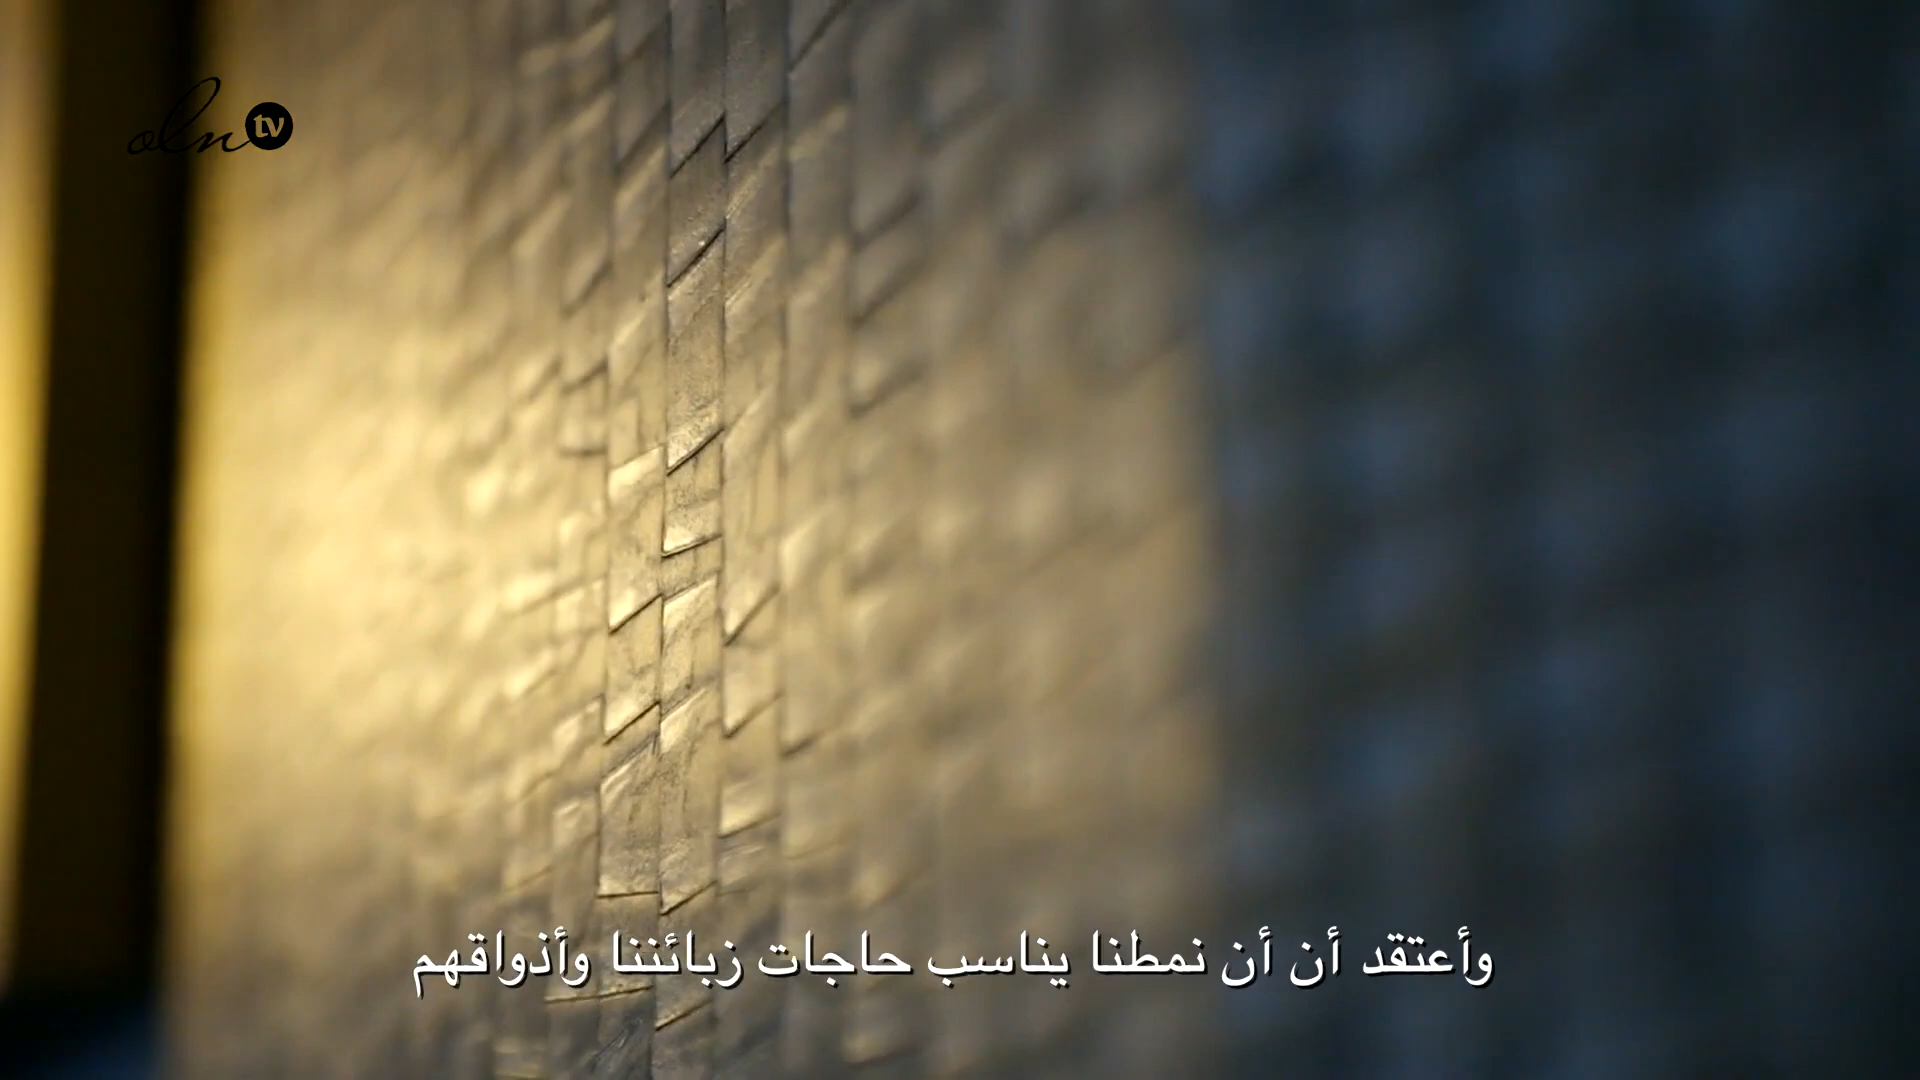 oln tv
وأعتقد أن أن نمطنا يناسب حاجات زبائننا وأذواقهم